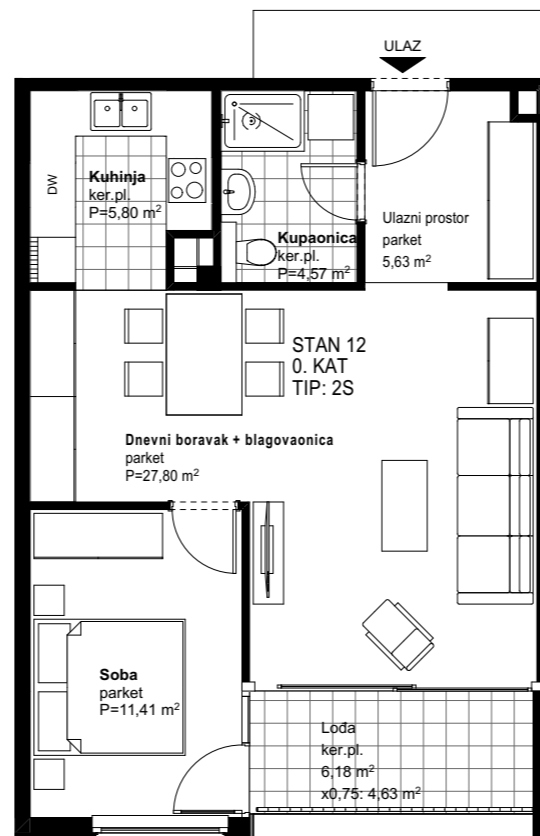 ULAZ
DW
Kuhinja
ker.pl.
P=5,80 m²
Kupaonica
ker.pl.
P=4,57 m²
Ulazni prostor
parket
5,63 m²
STAN 12
0. KAT
TIP: 2S
Dnevni boravak + blagovaonica
parket
P=27,80 m²
Soba
parket
P=11,41 m²
Lođa
ker.pl.
6,18 m²
x0,75: 4,63 m²